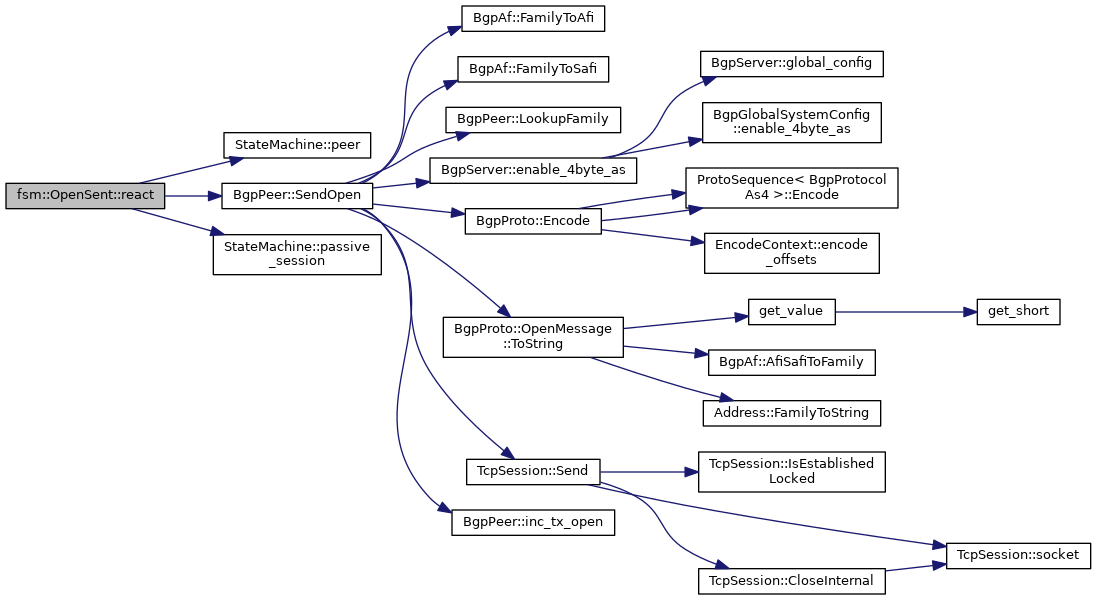 fsm::OpenSent::react
StateMachine::peer
BgpPeer::SendOpen
StateMachine::passive
_session
BgpAf::FamilyToAfi
BgpAf::FamilyToSafi
BgpPeer::LookupFamily
BgpServer::enable_4byte_as
BgpProto::Encode
BgpProto::OpenMessage
::ToString
TcpSession::Send
BgpPeer::inc_tx_open
BgpServer::global_config
BgpGlobalSystemConfig
::enable_4byte_as
ProtoSequence< BgpProtocol
As4 >::Encode
EncodeContext::encode
_offsets
get_value
BgpAf::AfiSafiToFamily
Address::FamilyToString
TcpSession::IsEstablished
Locked
TcpSession::CloseInternal
get_short
TcpSession::socket